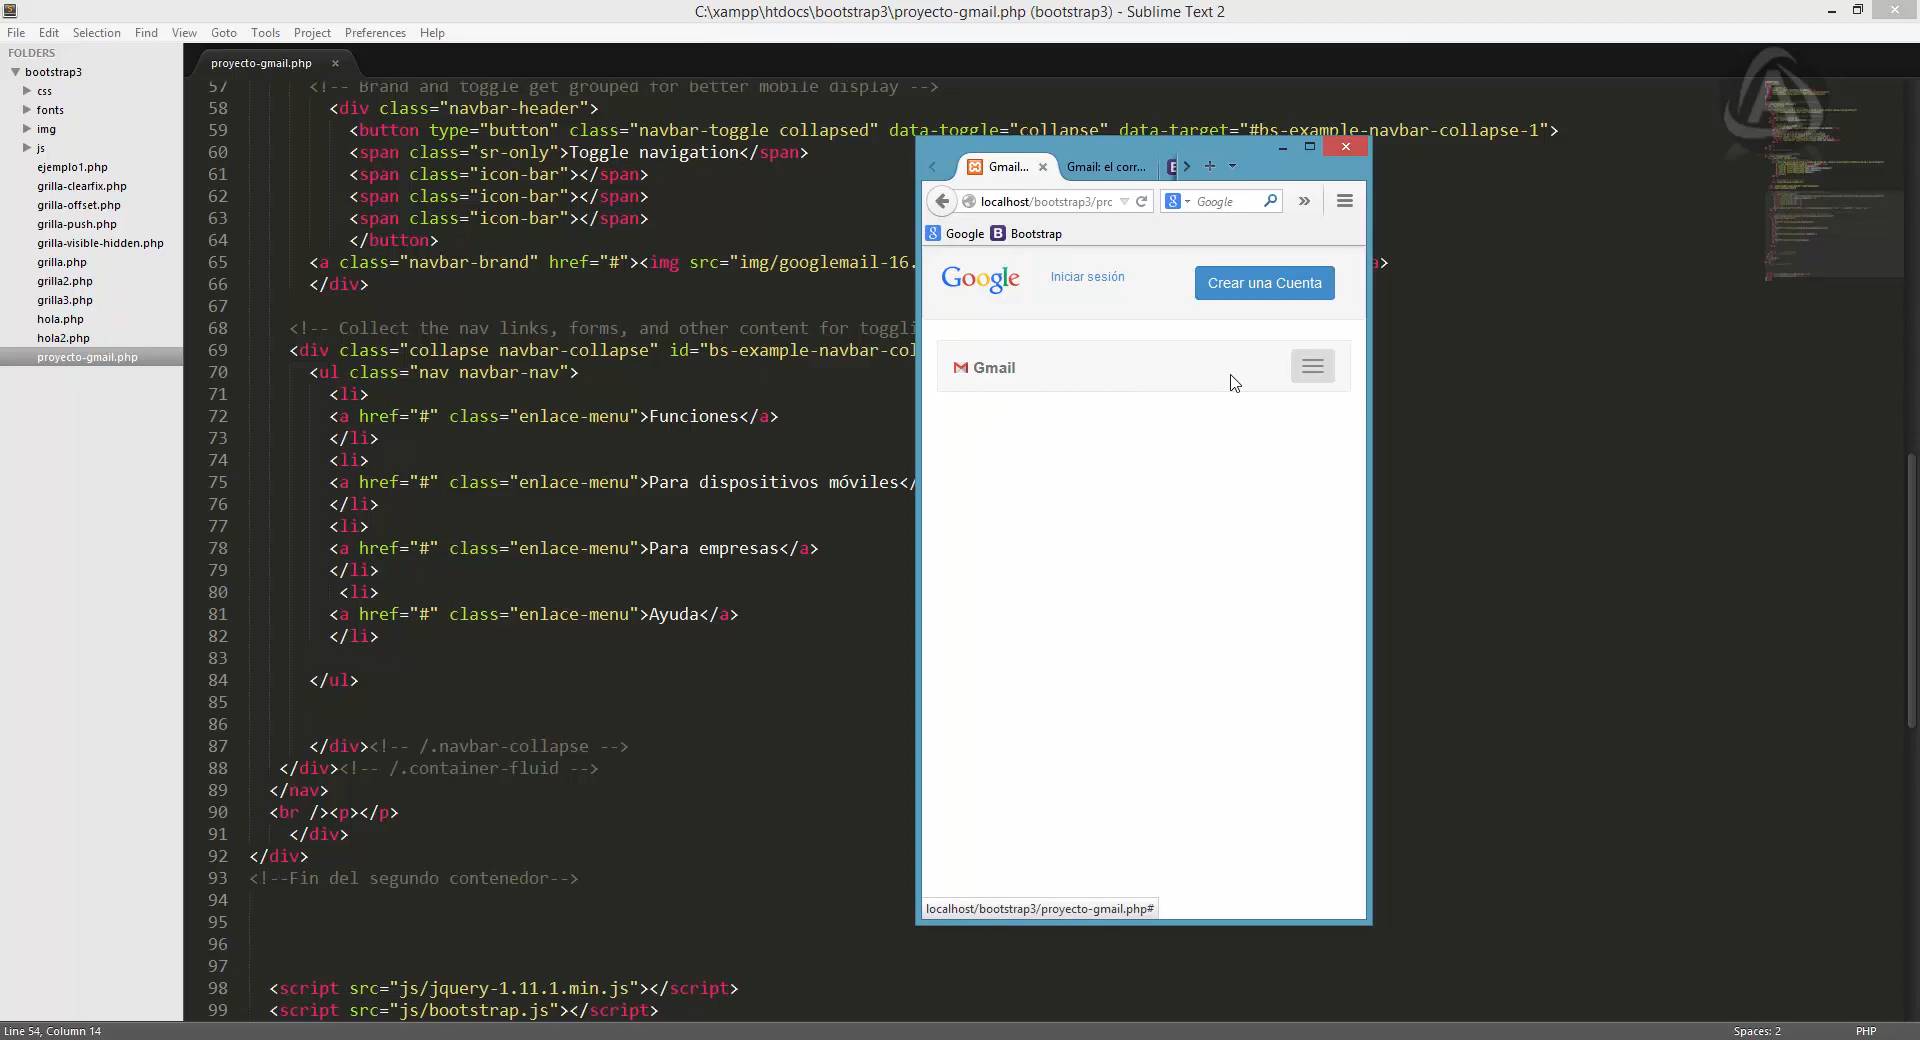 C:\xampp\htdocs\bootstrap3\proyecto-gmail.php (bootstrap3) - Sublime Text 2
File Edit Selection Find View Goto Tools Project Preferences Help
FOLDERS
bootstrap3
css
fonts
img
js
ejemplo1.php
grilla-clearfix.php
grilla-offset.php
grilla-push.php
grilla-visible-hidden.php
grilla.php
grilla2.php
grilla3.php
hola.php
hola2.php
proyecto-gmail.php
proyecto-gmail.php
57 <!-- Brand and toggle get grouped for better mobile display -->
58 <div class="navbar-header">
59 <button type="button" class="navbar-toggle collapsed" data-toggle="collapse" data-target="#bs-example-navbar-collapse-1">
60 <span class="sr-only">Toggle navigation</span>
61 <span class="icon-bar"></span>
62 <span class="icon-bar"></span>
63 <span class="icon-bar"></span>
64 </button>
65 <a class="navbar-brand" href="#"><img src="img/googlemail-16. a>
66 </div>
67
68 <!-- Collect the nav links, forms, and other content for toggli
69 <div class="collapse navbar-collapse" id="bs-example-navbar-col
70 <ul class="nav navbar-nav">
71 <li>
72 <a href="#" class="enlace-menu">Funciones</a>
73 </li>
74 <li>
75 <a href="#" class="enlace-menu">Para dispositivos móviles</
76 </li>
77 <li>
78 <a href="#" class="enlace-menu">Para empresas</a>
79 </li>
80 <li>
81 <a href="#" class="enlace-menu">Ayuda</a>
82 </li>
83
84 </ul>
85
86
87 </div><!-- /.navbar-collapse -->
88 </div><!-- /.container-fluid -->
89 </nav>
90 <br /><p></p>
91 </div>
92 </div>
93 <!--Fin del segundo contenedor-->
94
95
96
97
98 <script src="js/jquery-1.11.1.min.js"></script>
99 <script src="js/bootstrap.js"></script>
Gmail... Gmail: el corr...
localhost/bootstrap3/prc Google
Google Bootstrap
Google Iniciar sesión Crear una Cuenta
Gmail
localhost/bootstrap3/proyecto-gmail.php#
Line 54, Column 14 Spaces: 2 PHP